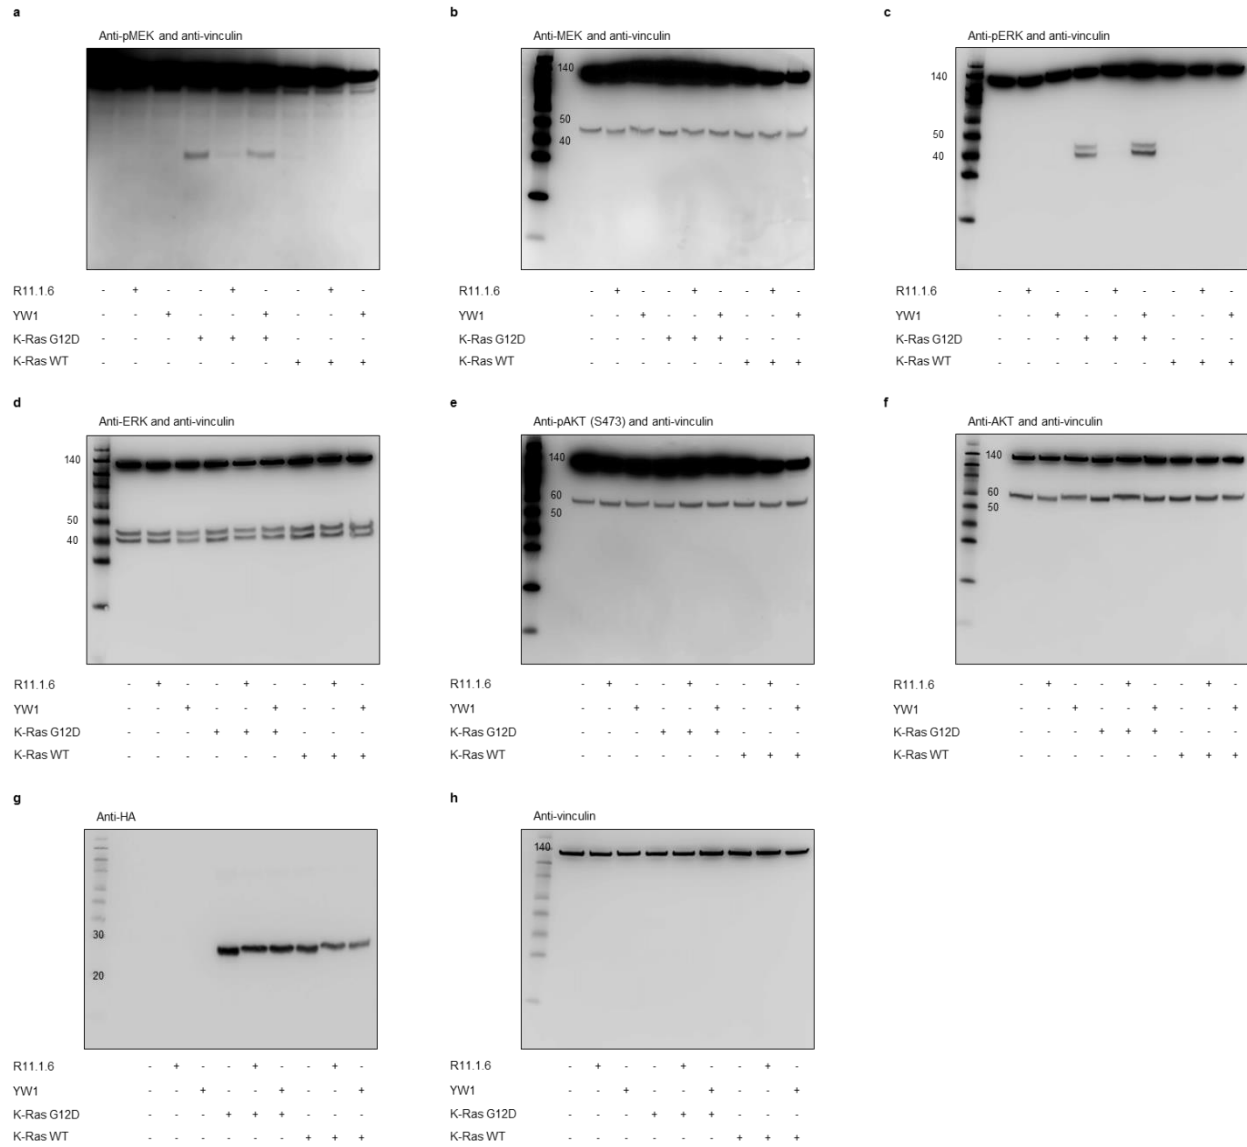 a
Anti-pMEK and anti-vinculin
R11.1.6 - + - - + - - + -
YW1 - - + - - + - - +
K-Ras G12D - - - + + + - - -
K-Ras WT - - - - - - + + +
b
Anti-MEK and anti-vinculin
140
50
40
R11.1.6 - + - - + - - + -
YW1 - - + - - + - - +
K-Ras G12D - - - + + + - - -
K-Ras WT - - - - - - + + +
c
Anti-pERK and anti-vinculin
140
50
40
R11.1.6 - + - - + - - + -
YW1 - - + - - + - - +
K-Ras G12D - - - + + + - - -
K-Ras WT - - - - - - + + +
d
Anti-ERK and anti-vinculin
140
50
40
R11.1.6 - + - - + - - + -
YW1 - - + - - + - - +
K-Ras G12D - - - + + + - - -
K-Ras WT - - - - - - + + +
e
Anti-pAKT (S473) and anti-vinculin
140
60
50
R11.1.6 - + - - + - - + -
YW1 - - + - - + - - +
K-Ras G12D - - - + + + - - -
K-Ras WT - - - - - - + + +
f
Anti-AKT and anti-vinculin
140
60
50
R11.1.6 - + - - + - - + -
YW1 - - + - - + - - +
K-Ras G12D - - - + + + - - -
K-Ras WT - - - - - - + + +
g
Anti-HA
30
20
R11.1.6 - + - - + - - + -
YW1 - - + - - + - - +
K-Ras G12D - - - + + + - - -
K-Ras WT - - - - - - + + +
h
Anti-vinculin
140
R11.1.6 - + - - + - - + -
YW1 - - + - - + - - +
K-Ras G12D - - - + + + - - -
K-Ras WT - - - - - - + + +